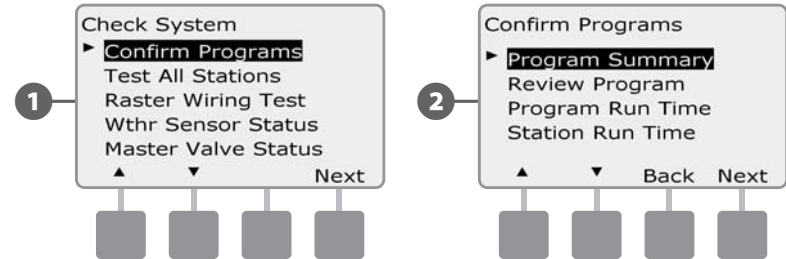 Check System
► Confirm Programs
Test All Stations
Raster Wiring Test
Wthr Sensor Status
Master Valve Status
▲ ▼ Next
1
Confirm Programs
► Program Summary
Review Program
Program Run Time
Station Run Time
▲ ▼ Back Next
2